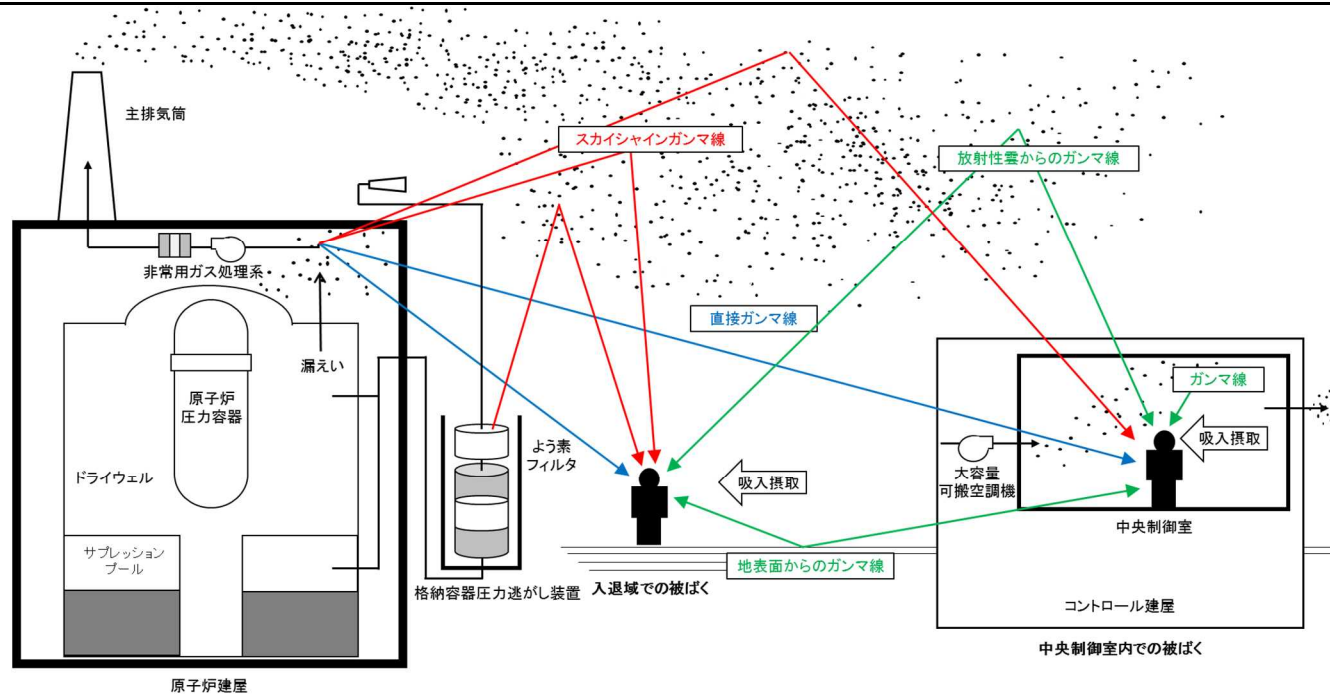 主排気筒
スカイシャインガンマ線
放射性雲からのガンマ線
非常用ガス処理系
直接ガンマ線
漏えい
原子炉
圧力容器
ガンマ線
吸入摂取
よう素
フィルタ
ドライウェル
吸入摂取
大容量
可搬空調機
中央制御室
サプレッション
プール
地表面からのガンマ線
格納容器圧力逃がし装置
入退域での被ばく
コントロール建屋
中央制御室内での被ばく
原子炉建屋